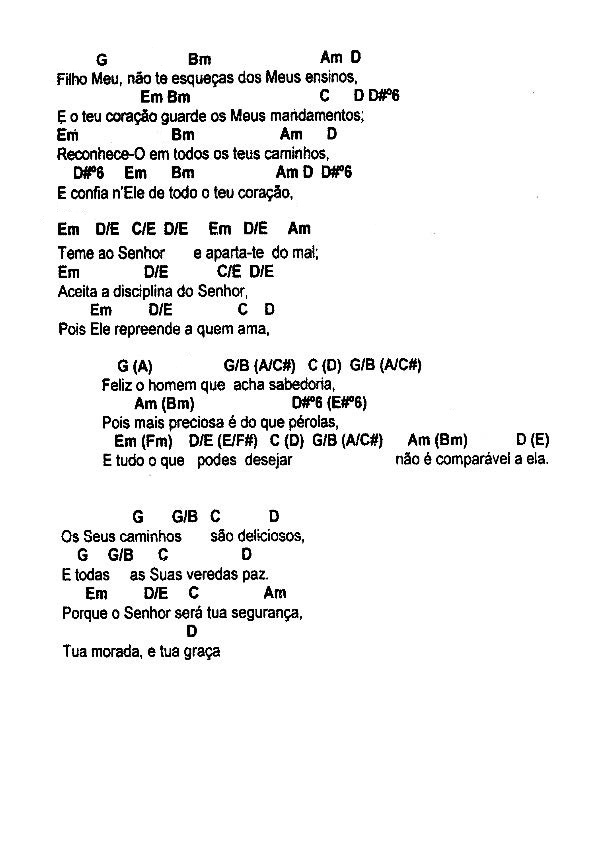 G Bm Am D
Filho Meu, não te esqueças dos Meus ensinos,
Em Bm C D D#º6
E o teu coração guarde os Meus mandamentos;
Em Bm Am D
Reconhece-O em todos os teus caminhos,
D#º6 Em Bm Am D D#º6
E confia n'Ele de todo o teu coração,
Em D/E C/E D/E Em D/E Am
Teme ao Senhor e aparta-te do mal;
Em D/E C/E D/E
Aceita a disciplina do Senhor,
Em D/E C D
Pois Ele repreende a quem ama,
G (A) G/B (A/C#) C (D) G/B (A/C#)
Feliz o homem que acha sabedoria,
Am (Bm) D#º6 (E#º6)
Pois mais preciosa é do que pérolas,
Em (Fm) D/E (E/F#) C (D) G/B (A/C#) Am (Bm) D (E)
E tudo o que podes desejar não é comparável a ela.
G G/B C D
Os Seus caminhos são deliciosos,
G G/B C D
E todas as Suas veredas paz.
Em D/E C Am
Porque o Senhor será tua segurança,
D
Tua morada, e tua graça